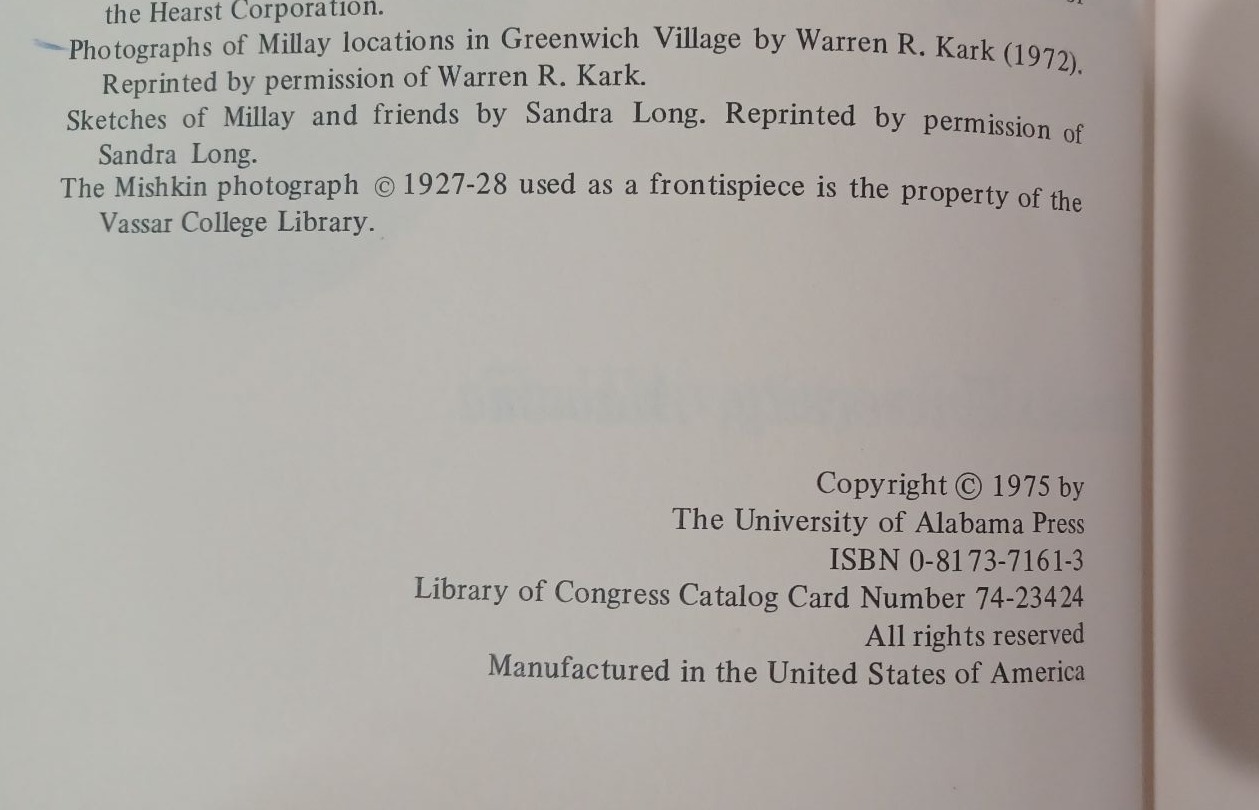 the Hearst Corporation.
Photographs of Millay locations in Greenwich Village by Warren R. Kark (1972).
Reprinted by permission of Warren R. Kark.
Sketches of Millay and friends by Sandra Long. Reprinted by permission of
Sandra Long.
The Mishkin photograph © 1927-28 used as a frontispiece is the property of the
Vassar College Library.
Copyright © 1975 by
The University of Alabama Press
ISBN 0-8173-7161-3
Library of Congress Catalog Card Number 74-23424
All rights reserved
Manufactured in the United States of America